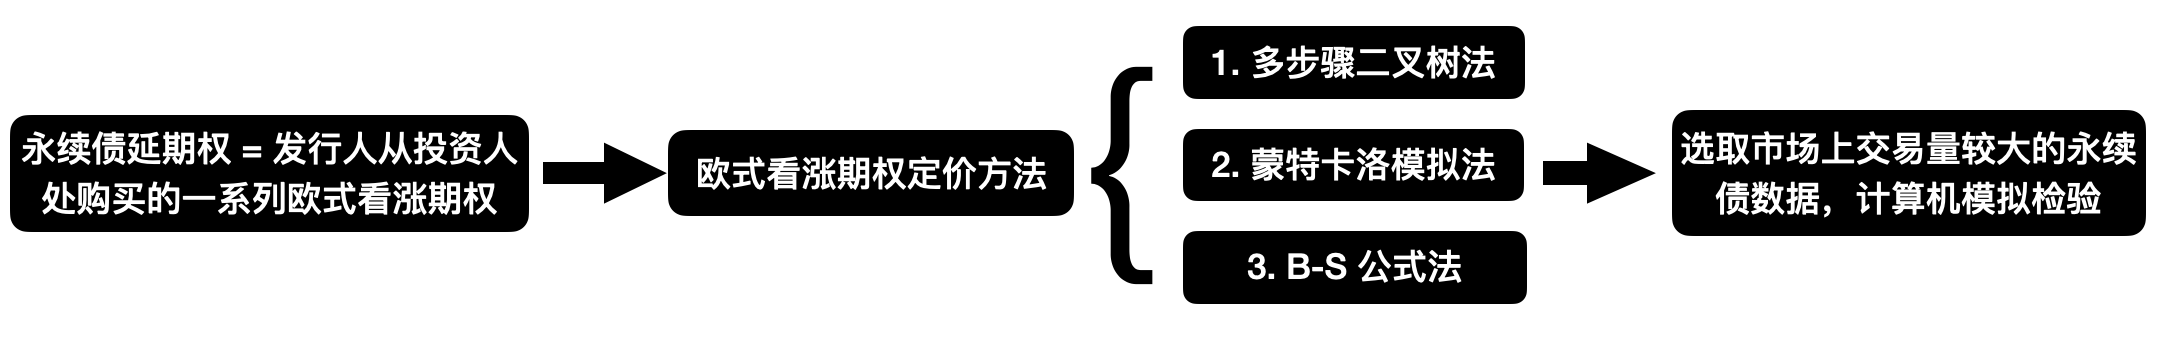 永续债延期权 = 发行人从投资人
处购买的一系列欧式看涨期权
欧式看涨期权定价方法
1. 多步骤二叉树法
2. 蒙特卡洛模拟法
3. B-S 公式法
选取市场上交易量较大的永续
债数据，计算机模拟检验